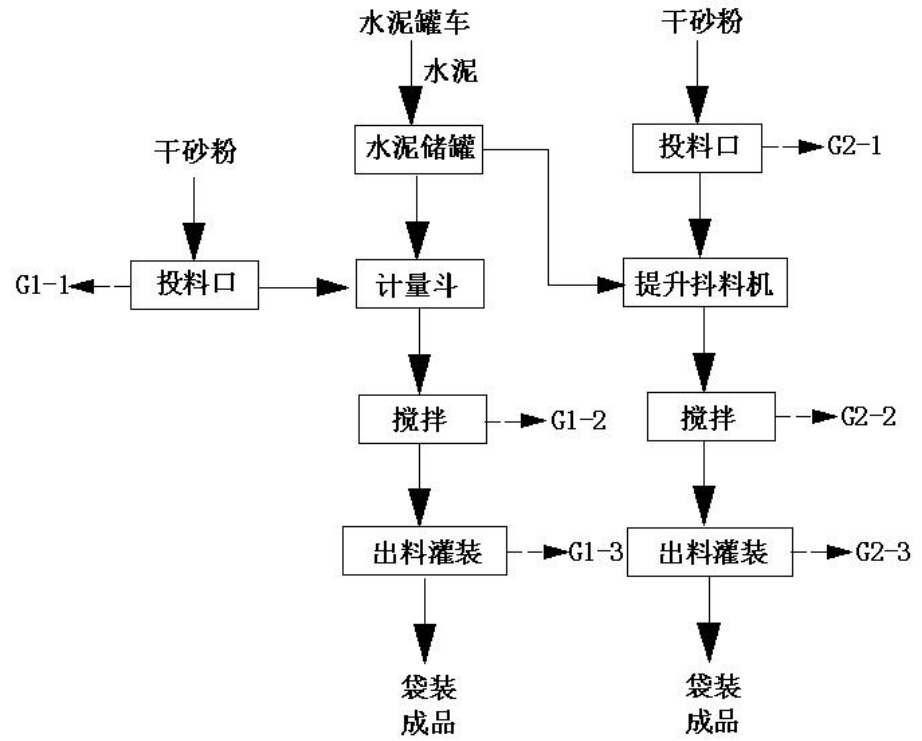 水泥罐车
干砂粉
水泥
干砂粉
水泥储罐
投料口
G2-1
G1-1
投料口
计量斗
提升抖料机
搅拌
G1-2
搅拌
G2-2
出料灌装
G1-3
出料灌装
G2-3
袋装
成品
袋装
成品